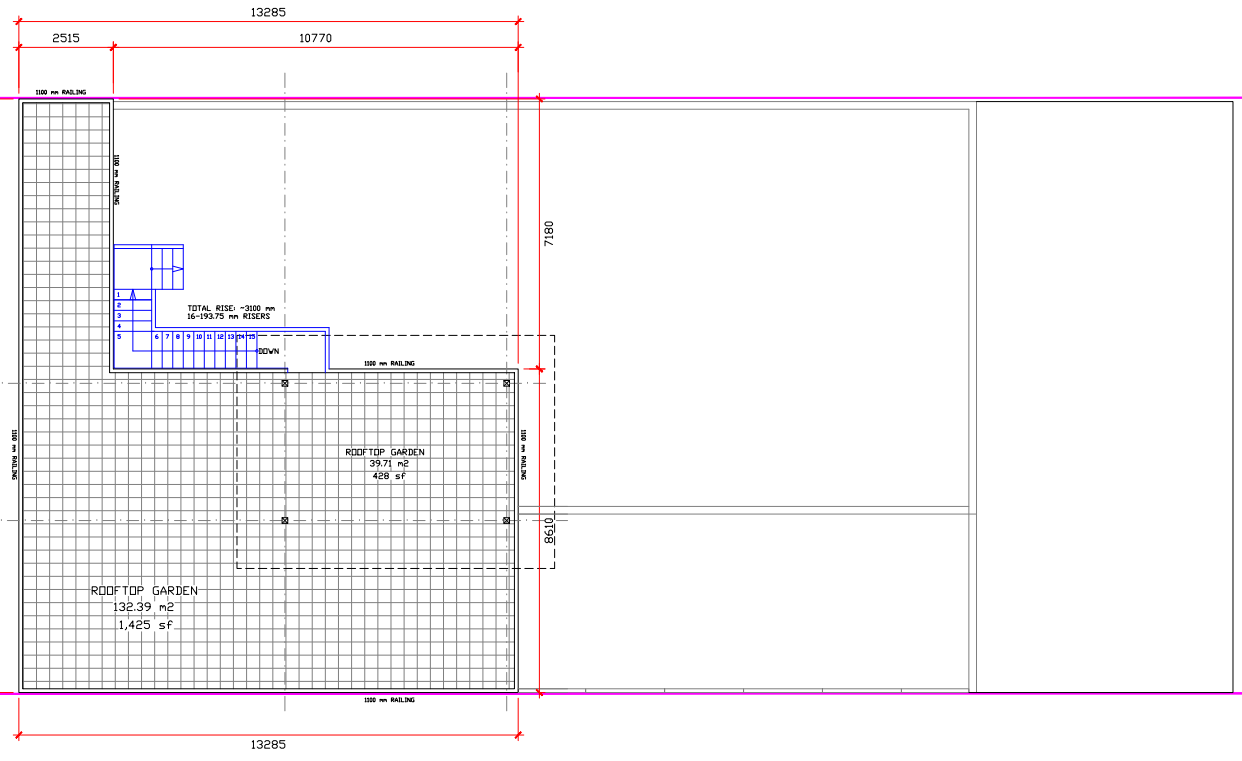 13285
2515
10770
1100 mm RAILING
1100 mm RAILING
7180
1
2
3
4
5
6
7
8
9
10
11
12
13
14
15
TOTAL RISE: ~3100 mm
16-193.75 mm RISERS
DOWN
1100 mm RAILING
1100 mm RAILING
1100 mm RAILING
ROOFTOP GARDEN
39.71 m2
428 sf
8610
ROOFTOP GARDEN
132.39 m2
1,425 sf
1100 mm RAILING
13285